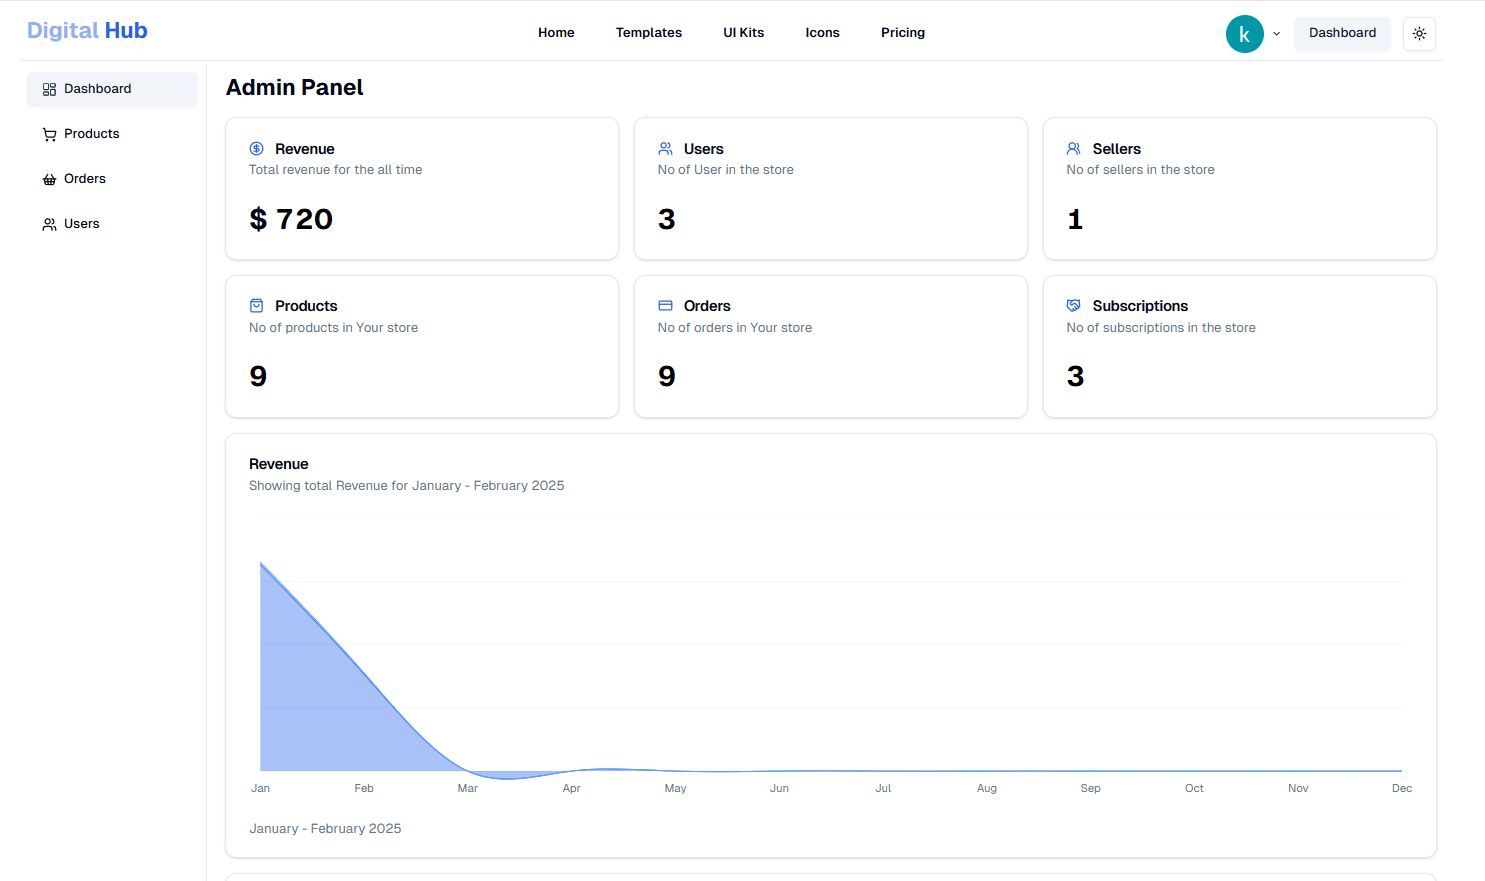 Digital Hub
Home Templates UI Kits Icons Pricing
k
Dashboard
Dashboard
Products
Orders
Users
Admin Panel
Revenue
Total revenue for the all time
$ 720
Users
No of User in the store
3
Sellers
No of sellers in the store
1
Products
No of products in Your store
9
Orders
No of orders in Your store
9
Subscriptions
No of subscriptions in the store
3
Revenue
Showing total Revenue for January - February 2025
Jan Feb Mar Apr May Jun Jul Aug Sep Oct Nov Dec
January - February 2025